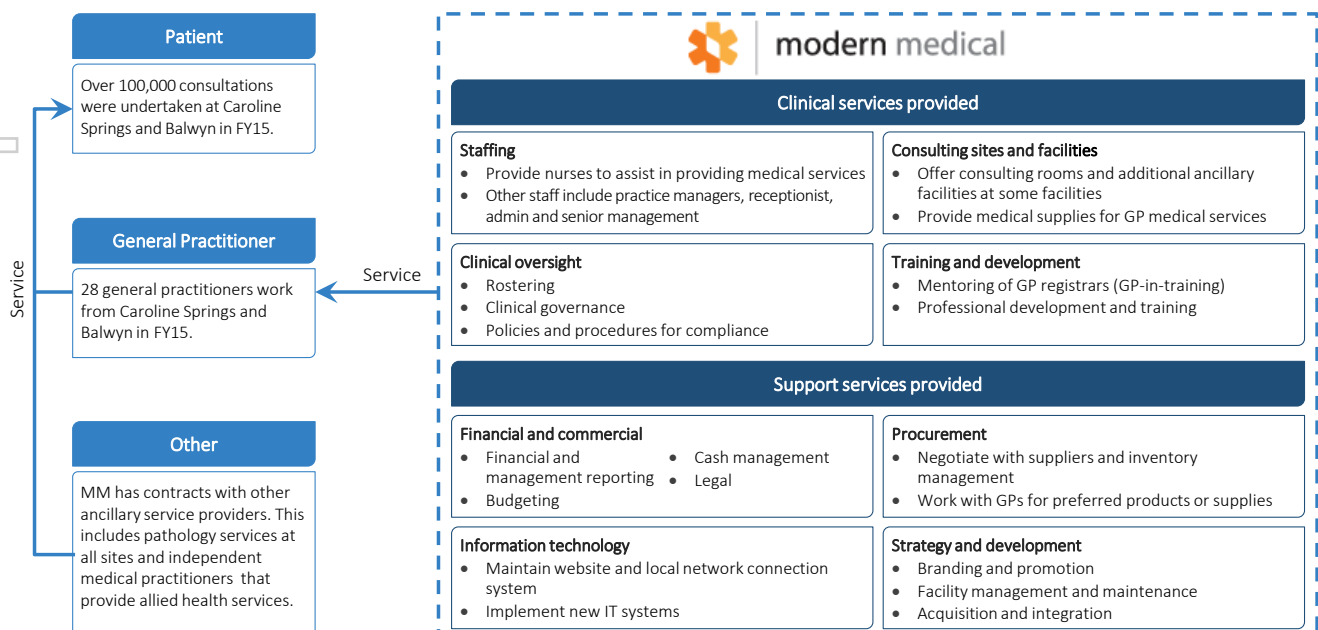 Patient
Over 100,000 consultations
were undertaken at Caroline
Springs and Balwyn in FY15.
General Practitioner
28 general practitioners work
from Caroline Springs and
Balwyn in FY15.
Other
MM has contracts with other
ancillary service providers. This
includes pathology services at
all sites and independent
medical practitioners that
provide allied health services.
Service
Service
modern medical
Clinical services provided
Staffing
• Provide nurses to assist in providing medical services
• Other staff include practice managers, receptionist,
admin and senior management
Consulting sites and facilities
• Offer consulting rooms and additional ancillary
facilities at some facilities
• Provide medical supplies for GP medical services
Clinical oversight
• Rostering
• Clinical governance
• Policies and procedures for compliance
Training and development
• Mentoring of GP registrars (GP-in-training)
• Professional development and training
Support services provided
Financial and commercial
• Financial and
management reporting
• Budgeting
• Cash management
• Legal
Procurement
• Negotiate with suppliers and inventory
management
• Work with GPs for preferred products or supplies
Information technology
• Maintain website and local network connection
system
• Implement new IT systems
Strategy and development
• Branding and promotion
• Facility management and maintenance
• Acquisition and integration